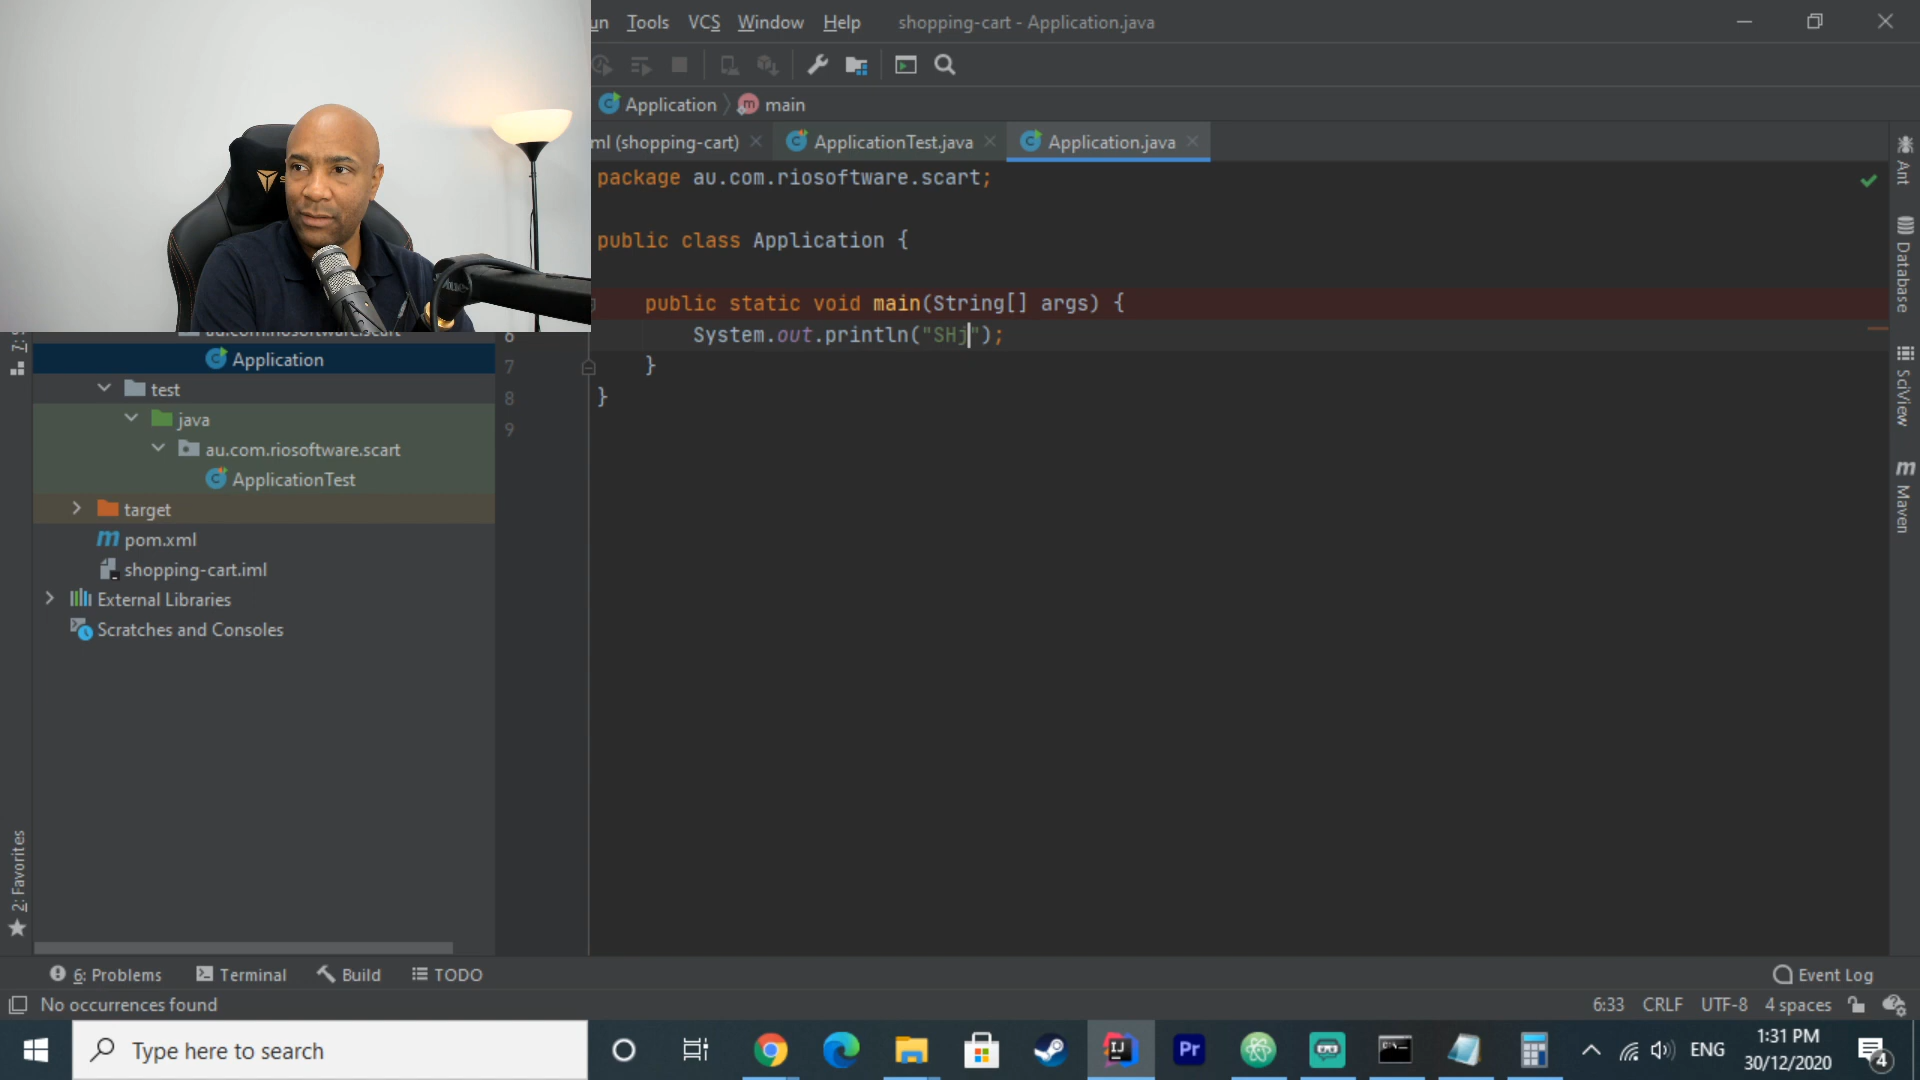 Tools VCS Window Help shopping-cart - Application.java
Application main
ml (shopping-cart) ApplicationTest.java Application.java
package au.com.riosoftware.scart;
public class Application {
public static void main(String[] args) {
System.out.println("SHj");
}
}
6
7
8
9
Application
test
java
au.com.riosoftware.scart
ApplicationTest
target
pom.xml
shopping-cart.iml
External Libraries
Scratches and Consoles
Ant
Database
SciView
Maven
2: Favorites
6: Problems Terminal Build TODO Event Log
No occurrences found 6:33 CRLF UTF-8 4 spaces
Type here to search ENG 1:31 PM
30/12/2020
4